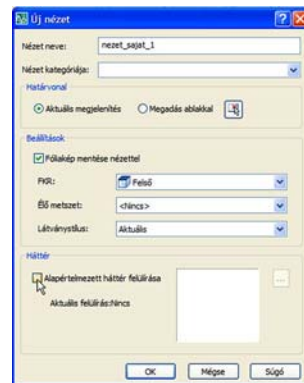 Új nézet
Nézet neve: nezet_sajat_1
Nézet kategóriája:
Határvonal
Aktuális megjelenítés Megadás ablakkal
Beállítások
Fóliakép mentése nézettel
FKR: Felső
Élő metszet: <Nincs>
Látványstílus: Aktuális
Háttér
Alapértelmezett háttér felülírása
...
Aktuális felülírás:Nincs
OK Mégse Súgó